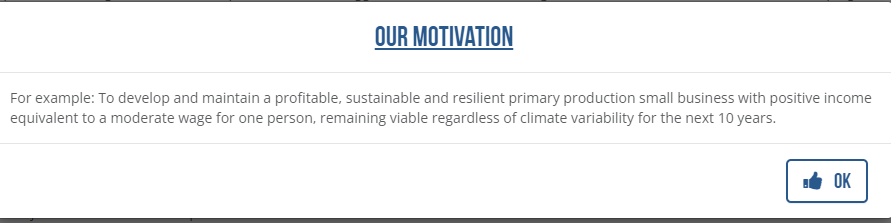 OUR MOTIVATION
For example: To develop and maintain a profitable, sustainable and resilient primary production small business with positive income
equivalent to a moderate wage for one person, remaining viable regardless of climate variability for the next 10 years.
OK